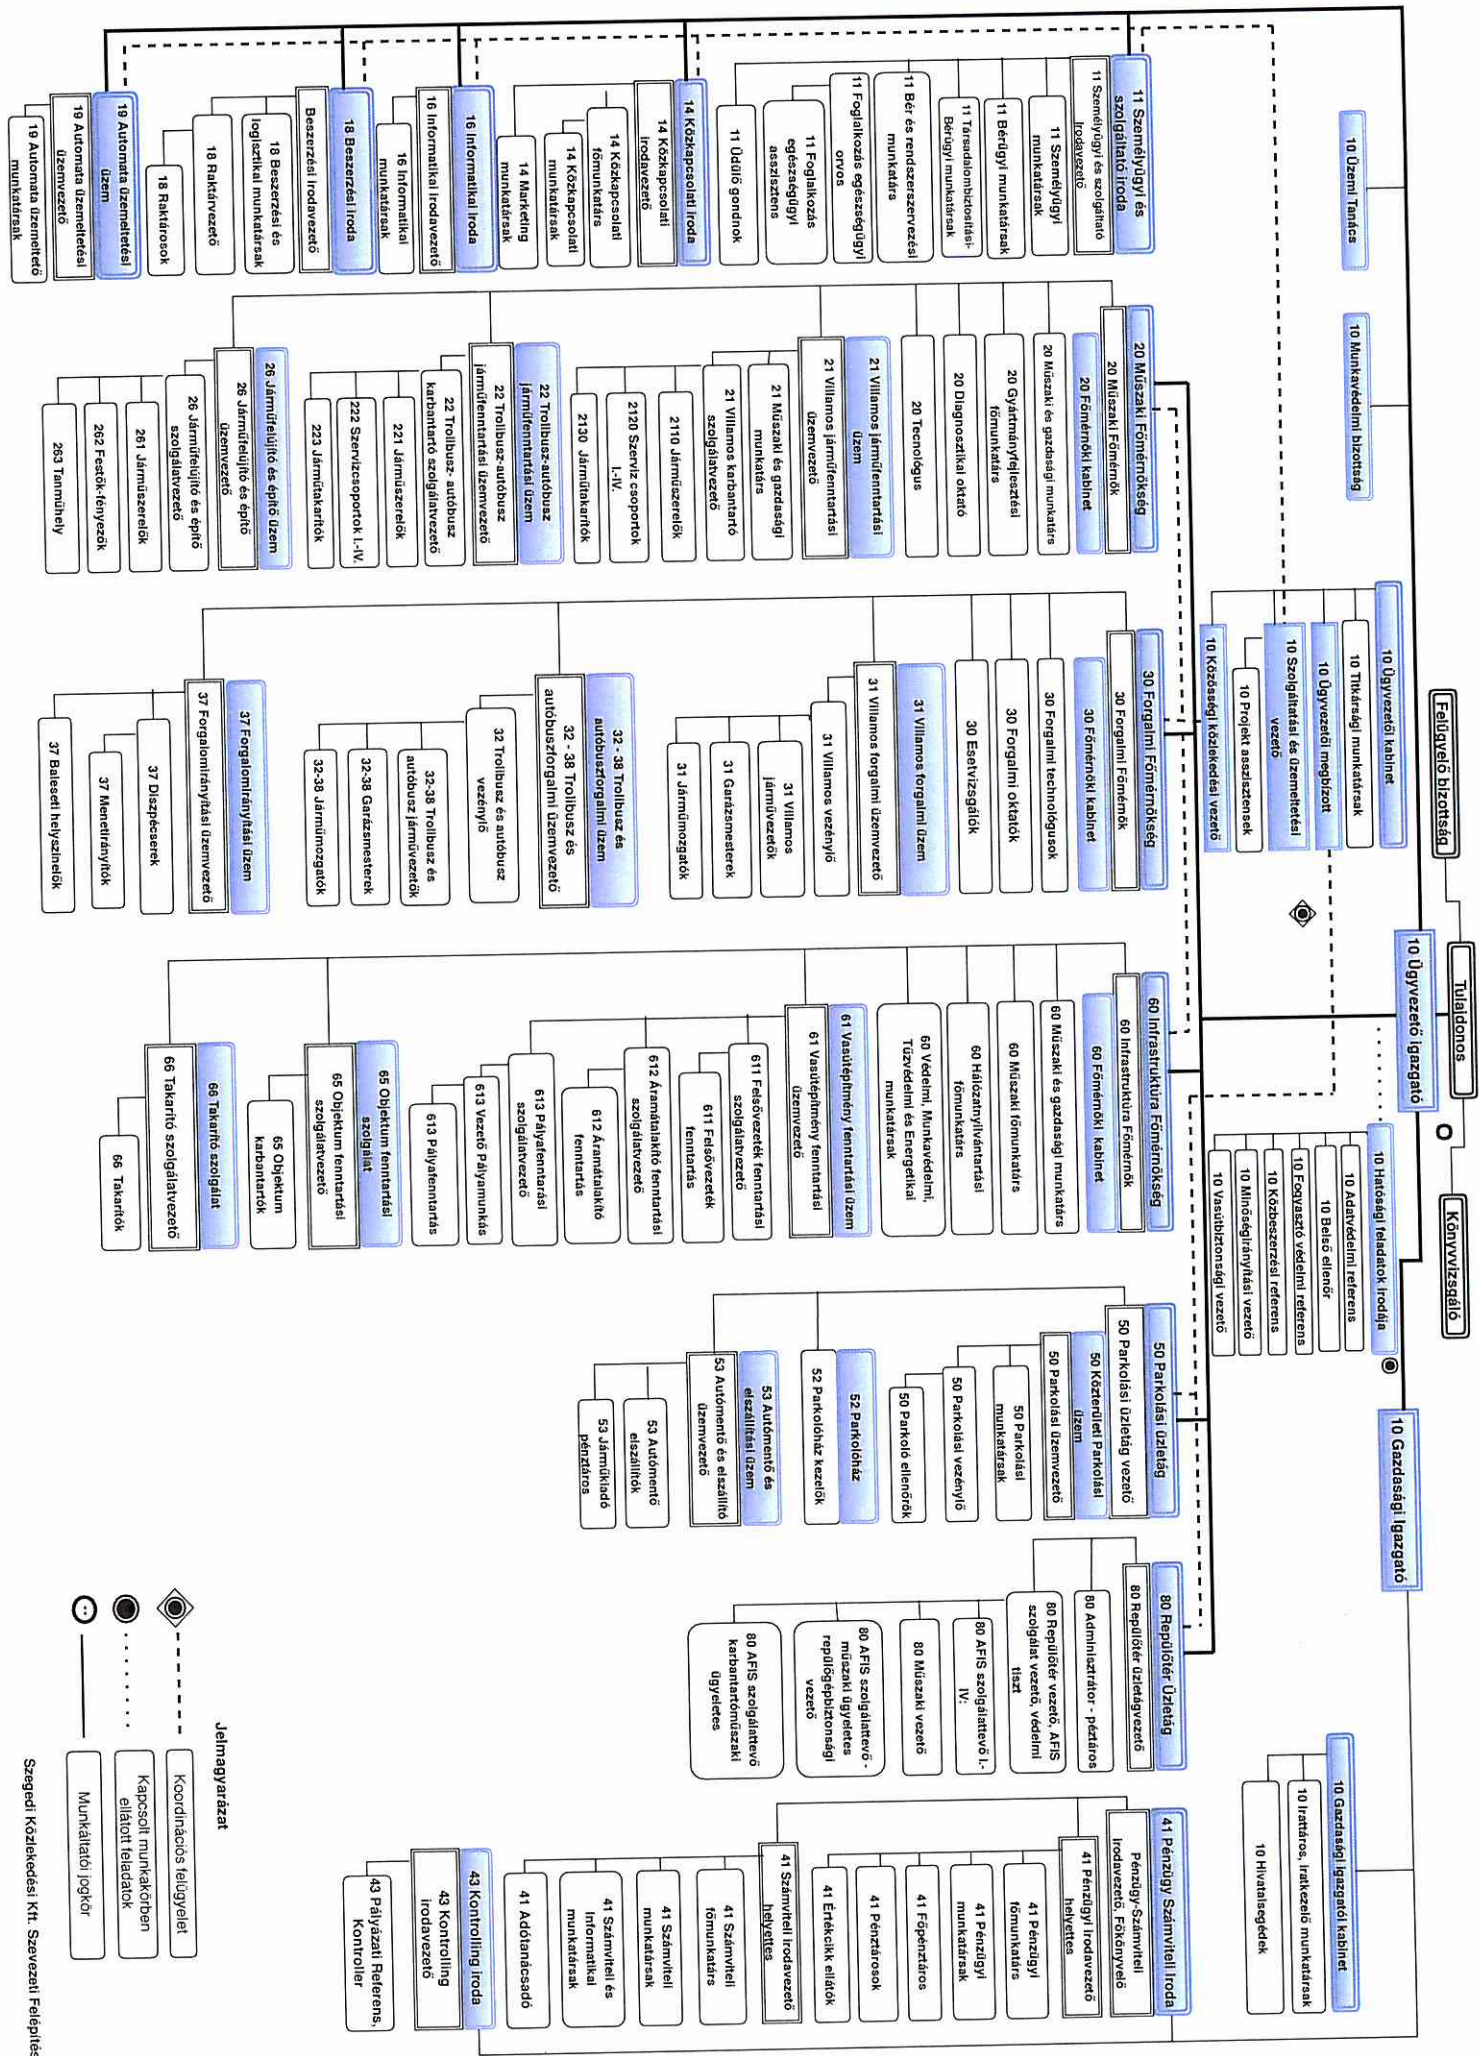 Felügyelő bizottság
Tulajdonos
Könyvvizsgáló
10 Ügyvezető igazgató
10 Gazdasági Igazgató
10 Üzemi Tanács
10 Munkavédelmi bizottság
10 Ügyvezetői kabinet
10 Titkársági munkatársak
10 Ügyvezetői megbízott
10 Szolgáltatási és üzemeltetési
vezető
10 Projekt asszisztensek
10 Közösségi közlekedési vezető
10 Hatósági feladatok irodája
10 Adatvédelmi referens
10 Belső ellenőr
10 Fogyasztó védelmi referens
10 Közbeszerzési referens
10 Minőségirányítási vezető
10 Vasútbiztonsági vezető
10 Gazdasági Igazgatói kabinet
10 Irattáros, iratkezelő munkatársak
10 Hivatalsegédek
11 Személyügyi és
szolgáltató iroda
11 Személyügyi és szolgáltató
Irodavezető
11 Személyügyi
munkatársak
11 Bérügyi munkatársak
11 Társadalombiztosítási-
Bérügyi munkatársak
11 Bér és rendszerszervezési
munkatárs
11 Foglalkozás egészségügyi
orvos
11 Foglalkozás
egészségügyi
asszisztens
11 Üdülő gondnok
14 Közkapcsolati iroda
14 Közkapcsolati
irodavezető
14 Közkapcsolati
főmunkatárs
14 Közkapcsolati
munkatársak
14 Marketing
munkatársak
16 Informatikai Iroda
16 Informatikai Irodavezető
16 Informatikai
munkatársak
18 Beszerzési Iroda
Beszerzési Irodavezető
18 Beszerzési és
logisztikai munkatársak
18 Raktárvezető
18 Raktárosok
19 Automata üzemeltetési
üzem
19 Automata üzemeltetési
üzemvezető
19 Automata üzemeltető
munkatársak
20 Műszaki Főmérnökség
20 Műszaki Főmérnök
20 Főmérnöki kabinet
20 Műszaki és gazdasági munkatárs
20 Gyártmányfejlesztési
főmunkatárs
20 Diagnosztikai oktató
20 Tecnológus
21 Villamos járműfenntartási
üzem
21 Villamos járműfenntartási
üzemvezető
21 Műszaki és gazdasági
munkatárs
21 Villamos karbantartó
szolgálatvezető
2110 Járműszerelők
2120 Szerviz csoportok
I.-IV.
2130 Járműtakarítók
22 Trolibusz-autóbusz
járműfenntartási üzem
22 Trolibusz-autóbusz
járműfenntartási üzemvezető
22 Trolibusz- autóbusz
karbantartó szolgálatvezető
221 Járműszerelők
222 Szervizcsoportok I.-IV.
223 Járműtakarítók
26 Járműfelújító és építő üzem
26 Járműfelújító és építő
üzemvezető
26 Járműfelújító és építő
szolgálatvezető
261 Járműszerelők
262 Festők-fényezők
263 Tanműhely
30 Forgalmi Főmérnökség
30 Forgalmi Főmérnök
30 Főmérnöki kabinet
30 Forgalmi technológusok
30 Forgalmi oktatók
30 Esetvizsgálók
31 Villamos forgalmi üzem
31 Villamos forgalmi üzemvezető
31 Villamos vezénylő
31 Villamos
járművezetők
31 Garázsmesterek
31 Járműmozgatók
32 - 38 Trolibusz és
autóbuszforgalmi üzem
32 - 38 Trolibusz és
autóbuszforgalmi üzemvezető
32 Trolibusz és autóbusz
vezénylő
32-38 Trolibusz és
autóbusz járművezetők
32-38 Garázsmesterek
32-38 Járműmozgatók
37 Forgalomirányítási üzem
37 Forgalomirányítási üzemvezető
37 Diszpécserek
37 Menetirányítók
37 Baleseti helyszínelők
60 Infrastruktúra Főmérnökség
60 Infrastruktúra Főmérnök
60 Főmérnöki kabinet
60 Műszaki és gazdasági munkatárs
60 Műszaki főmunkatárs
60 Hálózatnyilvántartási
főmunkatárs
60 Védelmi, Munkavédelmi,
Tűzvédelmi és Energetikai
munkatársak
61 Vasútépítmény fenntartási üzem
61 Vasútépítmény fenntartási
üzemvezető
611 Felsővezeték fenntartási
szolgálatvezető
611 Felsővezeték
fenntartás
612 Áramátalakító fenntartási
szolgálatvezető
612 Áramátalakító
fenntartás
613 Pályafenntarási
szolgálatvezető
613 Vezető Pályamunkás
613 Pályafenntartás
65 Objektum fenntartási
szolgálat
65 Objektum fenntartási
szolgálatvezető
65 Objektum
karbantartók
66 Takarító szolgálat
66 Takarító szolgálatvezető
66 Takarítók
50 Parkolási üzletág
50 Parkolási üzletág vezető
50 Közterületi Parkolási
üzem
50 Parkolási üzemvezető
50 Parkolási
munkatársak
50 Parkolási vezénylő
50 Parkoló ellenőrök
52 Parkolóház
52 Parkolóház kezelők
53 Autómentő és
elszállítási üzem
53 Autómentő és elszállító
üzemvezető
53 Autómentő
elszállítók
53 Járműkiadó
pénztáros
80 Repülőtér Üzletág
80 Repülőtér üzletágvezető
80 Adminisztrátor - péztáros
80 Repülőtér vezető, AFIS
szolgálat vezető, védelmi
tiszt
80 AFIS szolgálattevő I.-
IV:
80 Műszaki vezető
80 AFIS szolgálattevő -
műszaki ügyeletes
repülőgépbiztonsági
vezető
80 AFIS szolgálattevő
karbantartóműszaki
ügyeletes
41 Pénzügy Számviteli Iroda
Pénzügy-Számviteli
Irodavezető, Főkönyvelő
41 Pénzügyi Irodavezető
helyettes
41 Pénzügyi
főmunkatárs
41 Pénzügyi
munkatársak
41 Főpénztáros
41 Pénztárosok
41 Értékcikk ellátók
41 Számviteli irodavezető
helyettes
41 Számviteli
főmunkatárs
41 Számviteli
munkatársak
41 Számviteli és
Informatikai
munkatársak
41 Adótanácsadó
43 Kontrolling iroda
43 Kontrolling
irodavezető
43 Pályázati Referens,
Kontroller
Jelmagyarázat
Koordinációs felügyelet
Kapcsolt munkakörben
ellátott feladatok
Munkáltatói jogkör
Szegedi Közlekedési Kft. Szevezeti Felépítés